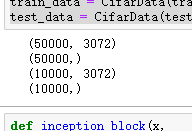 train_data = CifarData(tra
test_data = CifarData(test
(50000, 3072)
(50000,)
(10000, 3072)
(10000,)
def inception_block(x,